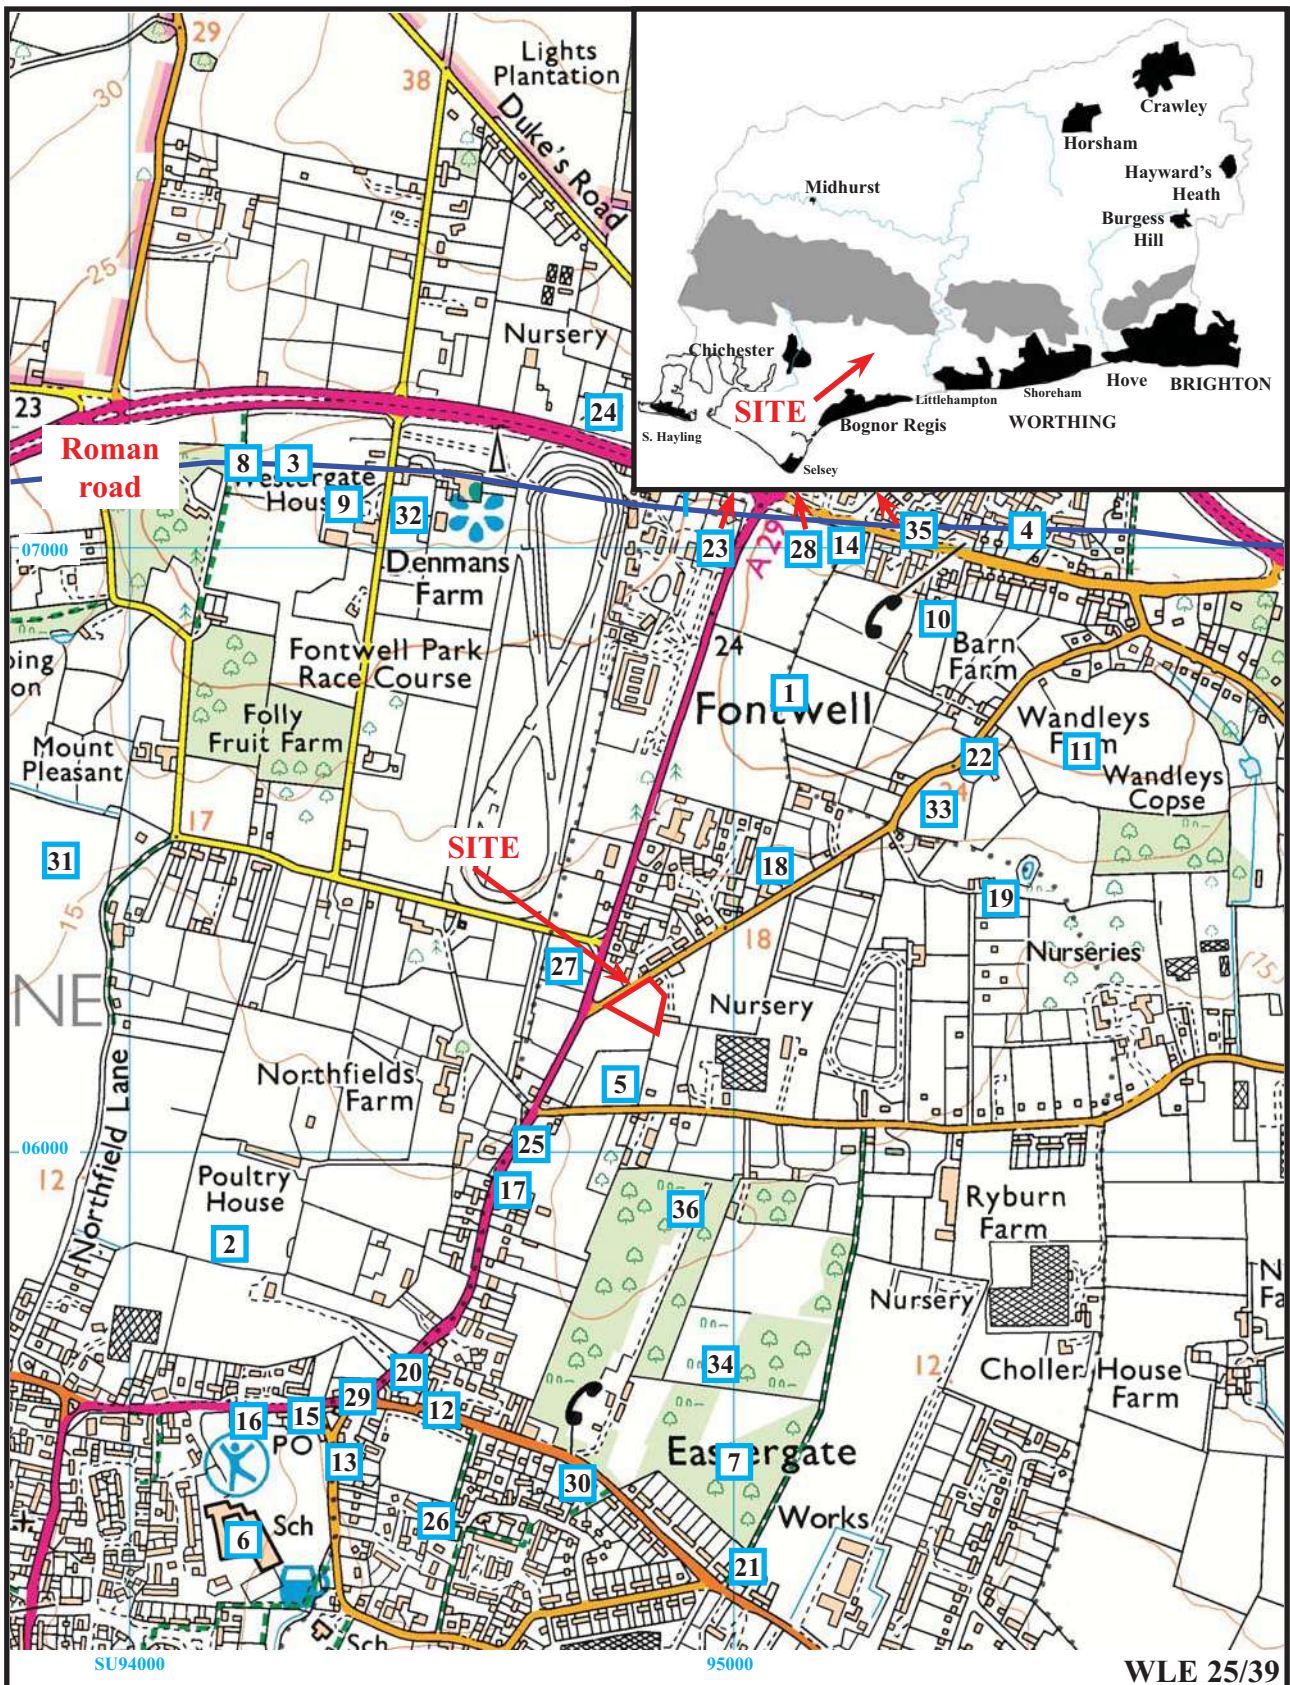 29
38
30
25
Lights
Plantation
Duke's Road
Nursery
23
24
Crawley
Horsham
Hayward's
Heath
Midhurst
Burgess
Hill
Chichester
SITE
S. Hayling
Bognor Regis
Selsey
Littlehampton
Shoreham
WORTHING
Hove
BRIGHTON
Roman
road
8
3
Westergate
House
9
32
Denmans
Farm
07000
23
A 29
28
14
35
4
10
Barn
Farm
24
1
Fontwell
Fontwell Park
Race Course
Folly
Fruit Farm
Mount
Pleasant
Wandleys
Farm
11
Wandleys
Copse
22
24
33
17
31
15
SITE
18
19
18
Nurseries
15
27
NE
Nursery
Northfields
Farm
5
Northfield Lane
06000
12
25
17
Poultry
House
2
36
Ryburn
Farm
Nursery
12
34
Choller House
Farm
20
29
12
16
15
PO
13
Eastergate
7
30
Works
26
6
Sch
21
Sch
SU94000
95000
WLE 25/39